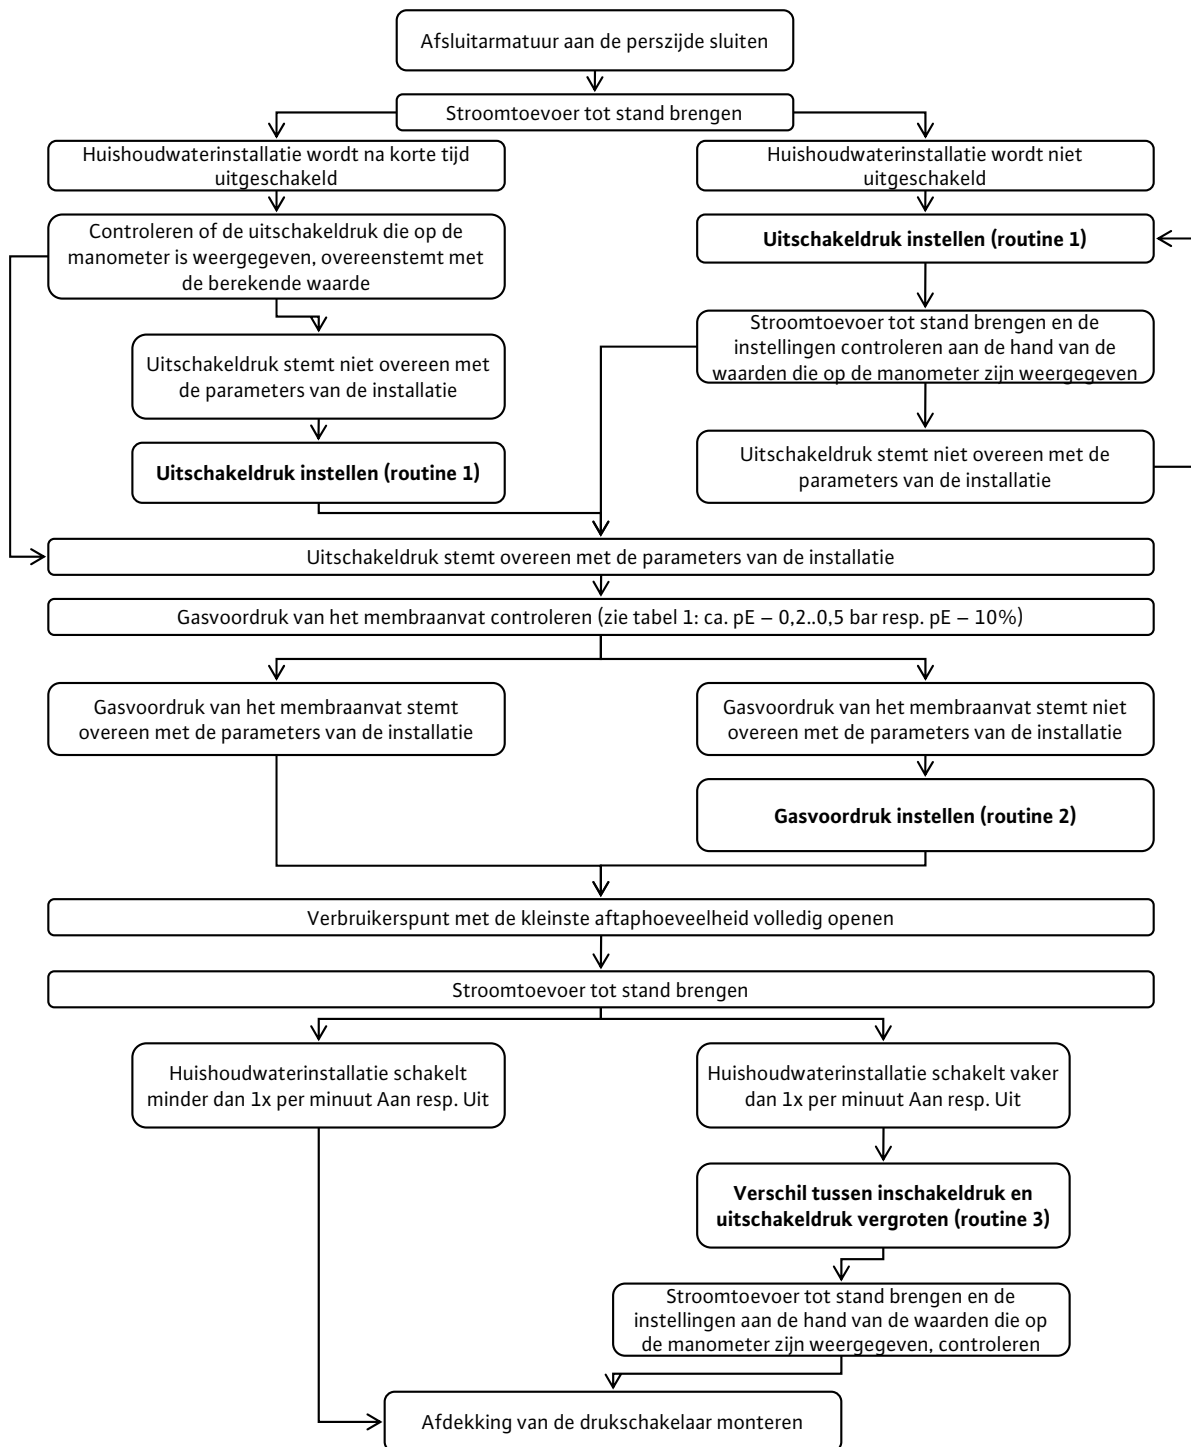 Afsluitarmatuur aan de perszijde sluiten
Stroomtoevoer tot stand brengen
Huishoudwaterinstallatie wordt na korte tijd
uitgeschakeld
Huishoudwaterinstallatie wordt niet
uitgeschakeld
Controleren of de uitschakeldruk die op de
manometer is weergegeven, overeenstemt met
de berekende waarde
Uitschakeldruk instellen (routine 1)
Stroomtoevoer tot stand brengen en de
instellingen controleren aan de hand van de
waarden die op de manometer zijn weergegeven
Uitschakeldruk stemt niet overeen met
de parameters van de installatie
Uitschakeldruk instellen (routine 1)
Uitschakeldruk stemt niet overeen met de
parameters van de installatie
Uitschakeldruk stemt overeen met de parameters van de installatie
Gasvoordruk van het membraanvat controleren (zie tabel 1: ca. pE – 0,2..0,5 bar resp. pE – 10%)
Gasvoordruk van het membraanvat stemt
overeen met de parameters van de installatie
Gasvoordruk van het membraanvat stemt niet
overeen met de parameters van de installatie
Gasvoordruk instellen (routine 2)
Verbruikerspunt met de kleinste aftaphoeveelheid volledig openen
Stroomtoevoer tot stand brengen
Huishoudwaterinstallatie schakelt
minder dan 1x per minuut Aan resp. Uit
Huishoudwaterinstallatie schakelt vaker
dan 1x per minuut Aan resp. Uit
Verschil tussen inschakeldruk en
uitschakeldruk vergroten (routine 3)
Stroomtoevoer tot stand brengen en de
instellingen aan de hand van de waarden die op
de manometer zijn weergegeven, controleren
Afdekking van de drukschakelaar monteren